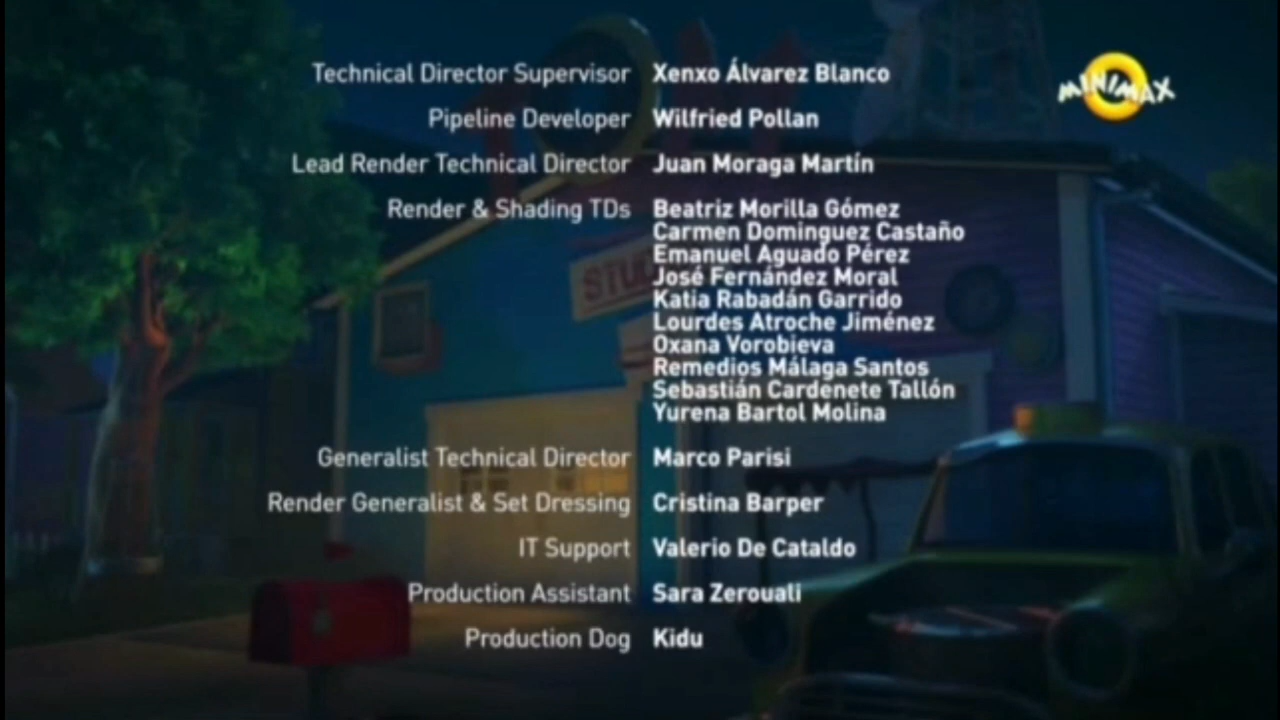 Technical Director Supervisor Xenxo Álvarez Blanco
MINIMAX
Pipeline Developer Wilfried Pollan
Lead Render Technical Director Juan Moraga Martín
Render & Shading TDs Beatriz Morilla Gómez
Carmen Dominguez Castaño
Emanuel Aguado Pérez
José Fernández Moral
Katia Rabadán Garrido
Lourdes Atroche Jiménez
Oxana Vorobieva
Remedios Málaga Santos
Sebastián Cardenete Tallón
Yurena Bartol Molina
Generalist Technical Director Marco Parisi
Render Generalist & Set Dressing Cristina Barper
IT Support Valerio De Cataldo
Production Assistant Sara Zerouali
Production Dog Kidu